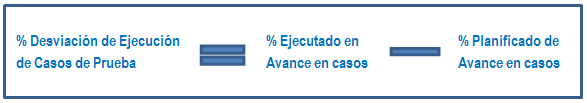 % Desviación de Ejecución
de Casos de Prueba
% Ejecutado en
Avance en casos
% Planificado de
Avance en casos